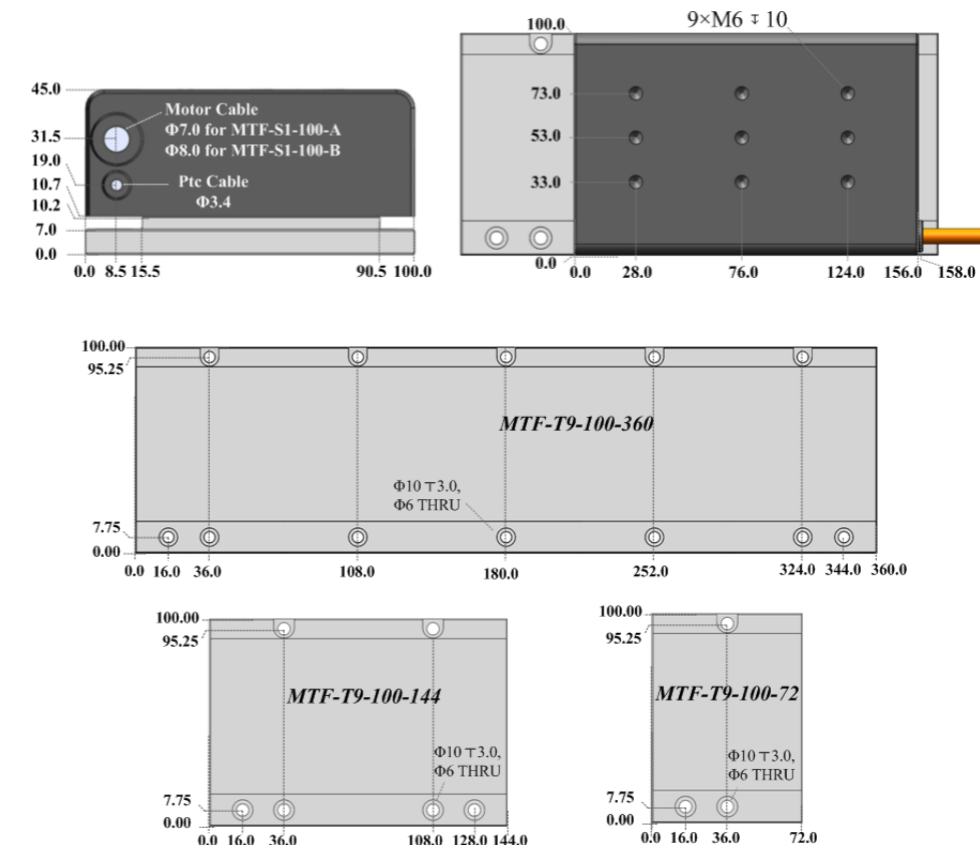 45.0
31.5
19.0
10.7
10.2
7.0
0.0
Motor Cable
Φ7.0 for MTF-S1-100-A
Φ8.0 for MTF-S1-100-B
Ptc Cable
Φ3.4
0.0 8.5 15.5 90.5 100.0
9×M6 ↧ 10
100.0
73.0
53.0
33.0
0.0
0.0 28.0 76.0 124.0 156.0 158.0
100.00
95.25
MTF-T9-100-360
Φ10 ↧3.0,
Φ6 THRU
7.75
0.00
0.0 16.0 36.0 108.0 180.0 252.0 324.0 344.0 360.0
100.00
95.25
MTF-T9-100-144
Φ10 ↧3.0,
Φ6 THRU
7.75
0.00
0.0 16.0 36.0 108.0 128.0 144.0
100.00
95.25
MTF-T9-100-72
Φ10 ↧3.0,
Φ6 THRU
7.75
0.00
0.0 16.0 36.0 72.0